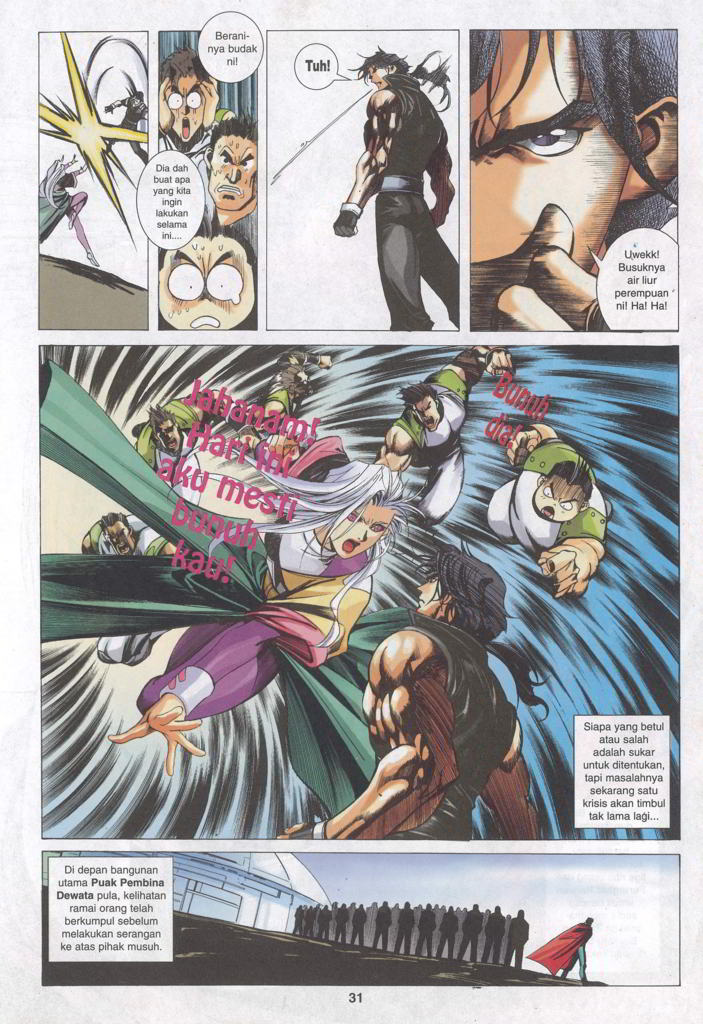 Berani-
nya budak
ni!
Dia dah
buat apa
yang kita
ingin
lakukan
selama
ini....
Tuh!
Uwekk!
Busuknya
air liur
perempuan
ni! Ha! Ha!
Jahanam!
Hari ini
aku mesti
bunuh
kau!
Bunuh
dia!
Siapa yang betul
atau salah
adalah sukar
untuk ditentukan,
tapi masalahnya
sekarang satu
krisis akan timbul
tak lama lagi...
Di depan bangunan
utama Puak Pembina
Dewata pula, kelihatan
ramai orang telah
berkumpul sebelum
melakukan serangan
ke atas pihak musuh.
31